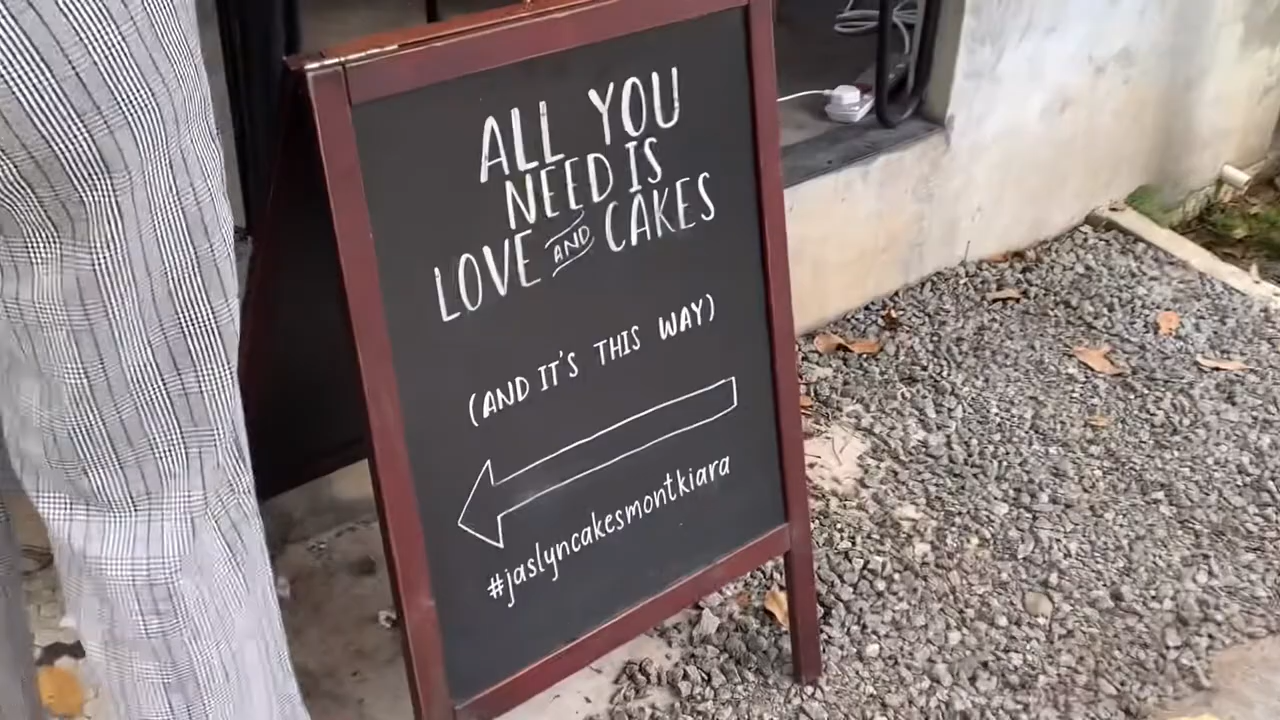 ALL YOU
NEED IS
LOVE AND CAKES
(AND IT'S THIS WAY)
#jaslyncakesmontkiara